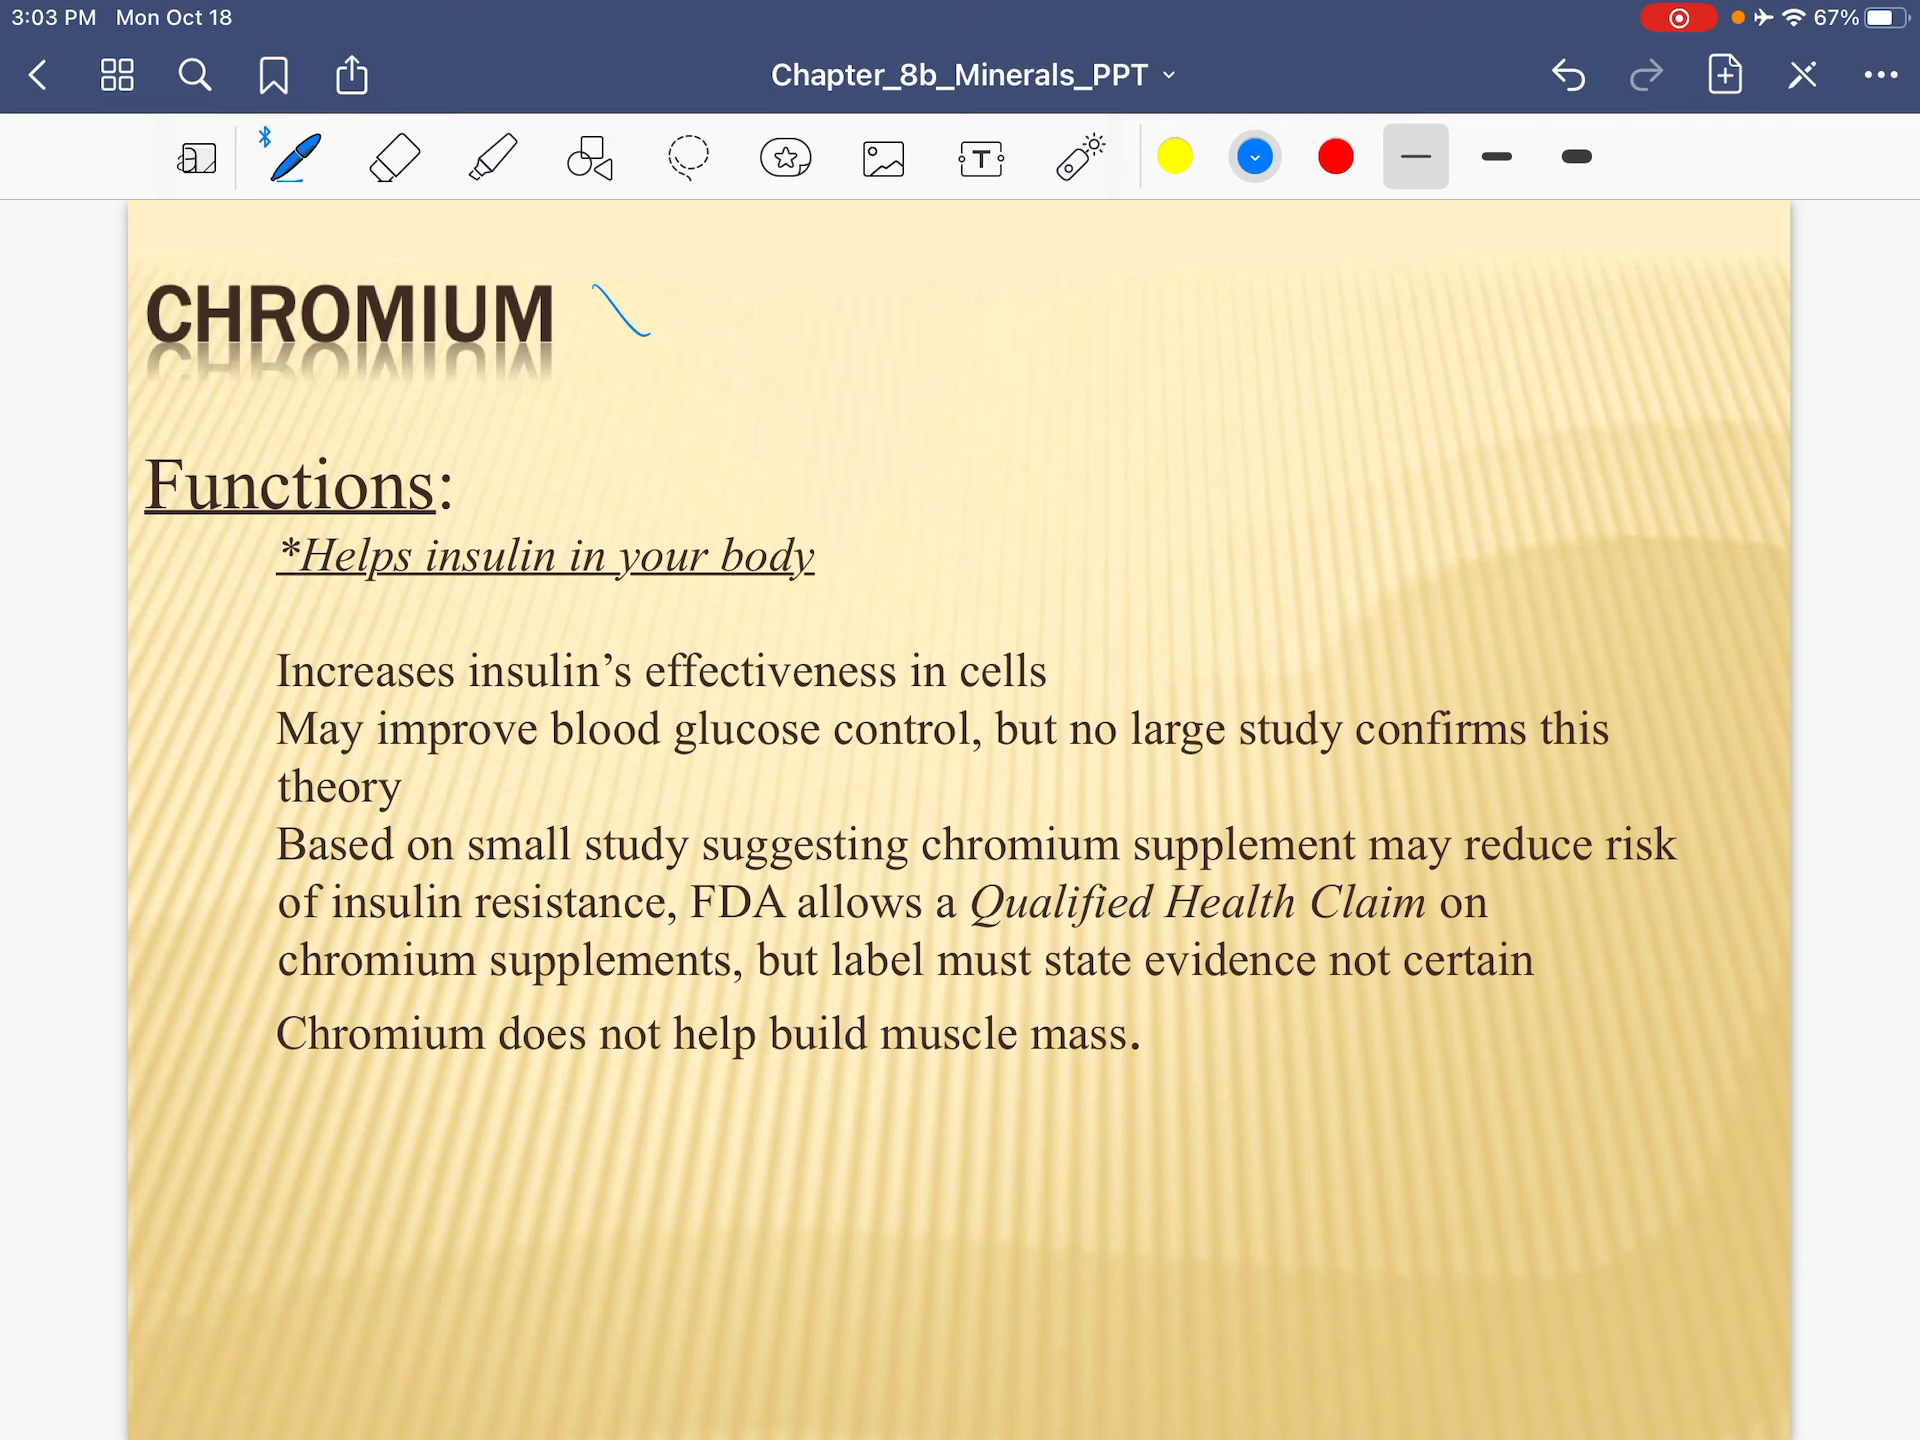 3:03 PM Mon Oct 18
67%
Chapter_8b_Minerals_PPT
CHROMIUM
Functions:
*Helps insulin in your body
Increases insulin’s effectiveness in cells
May improve blood glucose control, but no large study confirms this
theory
Based on small study suggesting chromium supplement may reduce risk
of insulin resistance, FDA allows a Qualified Health Claim on
chromium supplements, but label must state evidence not certain
Chromium does not help build muscle mass.